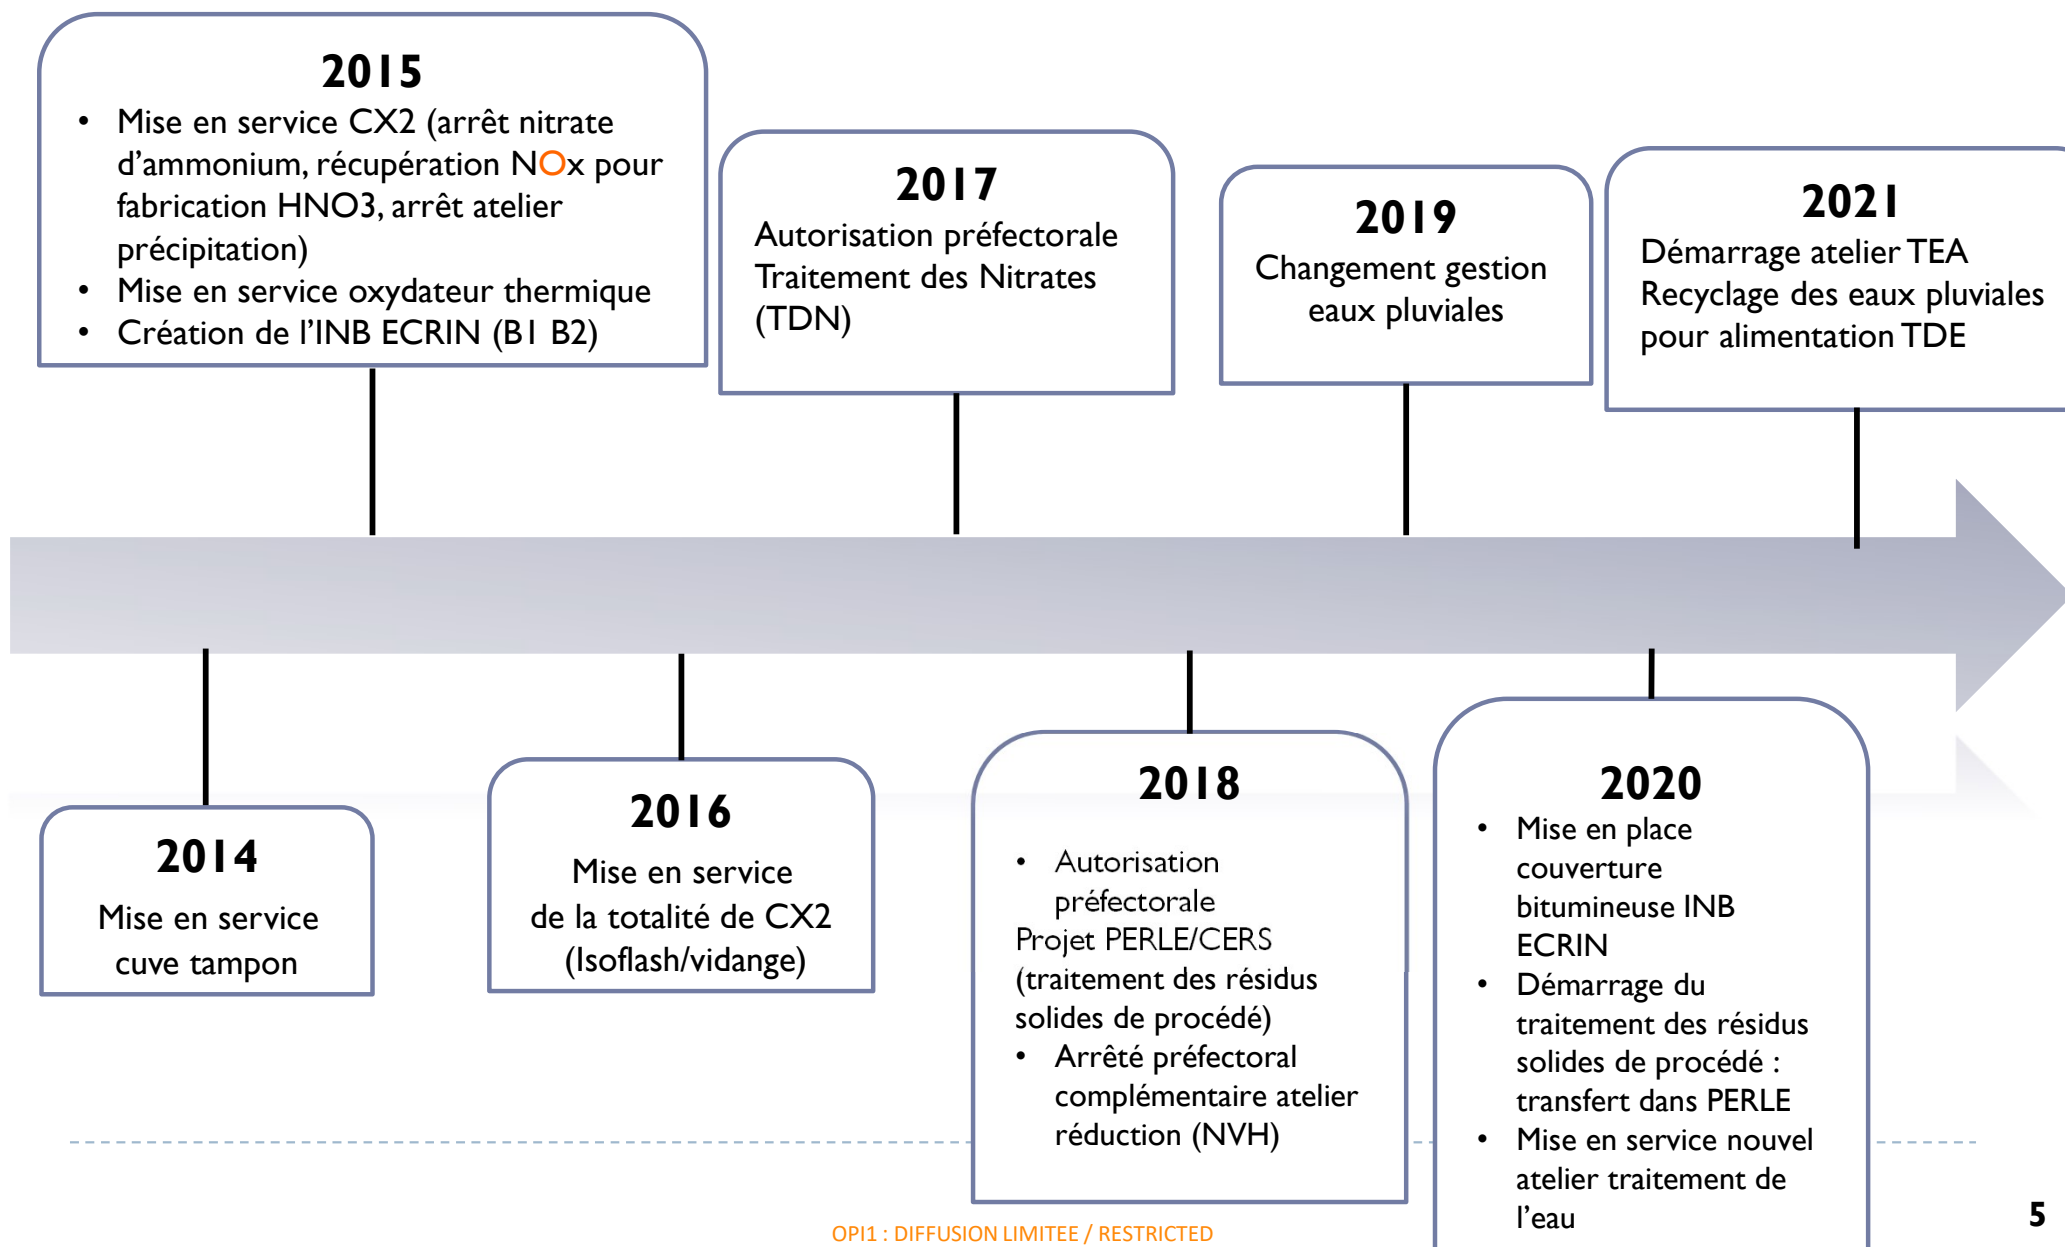 2015
• Mise en service CX2 (arrêt nitrate
d’ammonium, récupération NOx pour
fabrication HNO3, arrêt atelier
précipitation)
• Mise en service oxydateur thermique
• Création de l’INB ECRIN (B1 B2)
2017
Autorisation préfectorale
Traitement des Nitrates
(TDN)
2019
Changement gestion
eaux pluviales
2021
Démarrage atelier TEA
Recyclage des eaux pluviales
pour alimentation TDE
2014
Mise en service
cuve tampon
2016
Mise en service
de la totalité de CX2
(Isoflash/vidange)
2018
• Autorisation
préfectorale
Projet PERLE/CERS
(traitement des résidus
solides de procédé)
• Arrêté préfectoral
complémentaire atelier
réduction (NVH)
2020
• Mise en place
couverture
bitumineuse INB
ECRIN
• Démarrage du
traitement des résidus
solides de procédé :
transfert dans PERLE
• Mise en service nouvel
atelier traitement de
l’eau
OPI1 : DIFFUSION LIMITEE / RESTRICTED
5